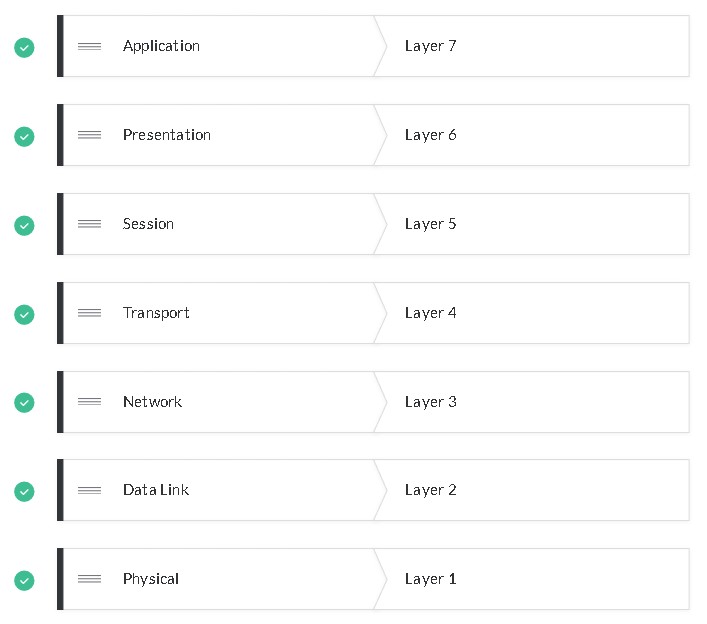 Application Layer 7
Presentation Layer 6
Session Layer 5
Transport Layer 4
Network Layer 3
Data Link Layer 2
Physical Layer 1